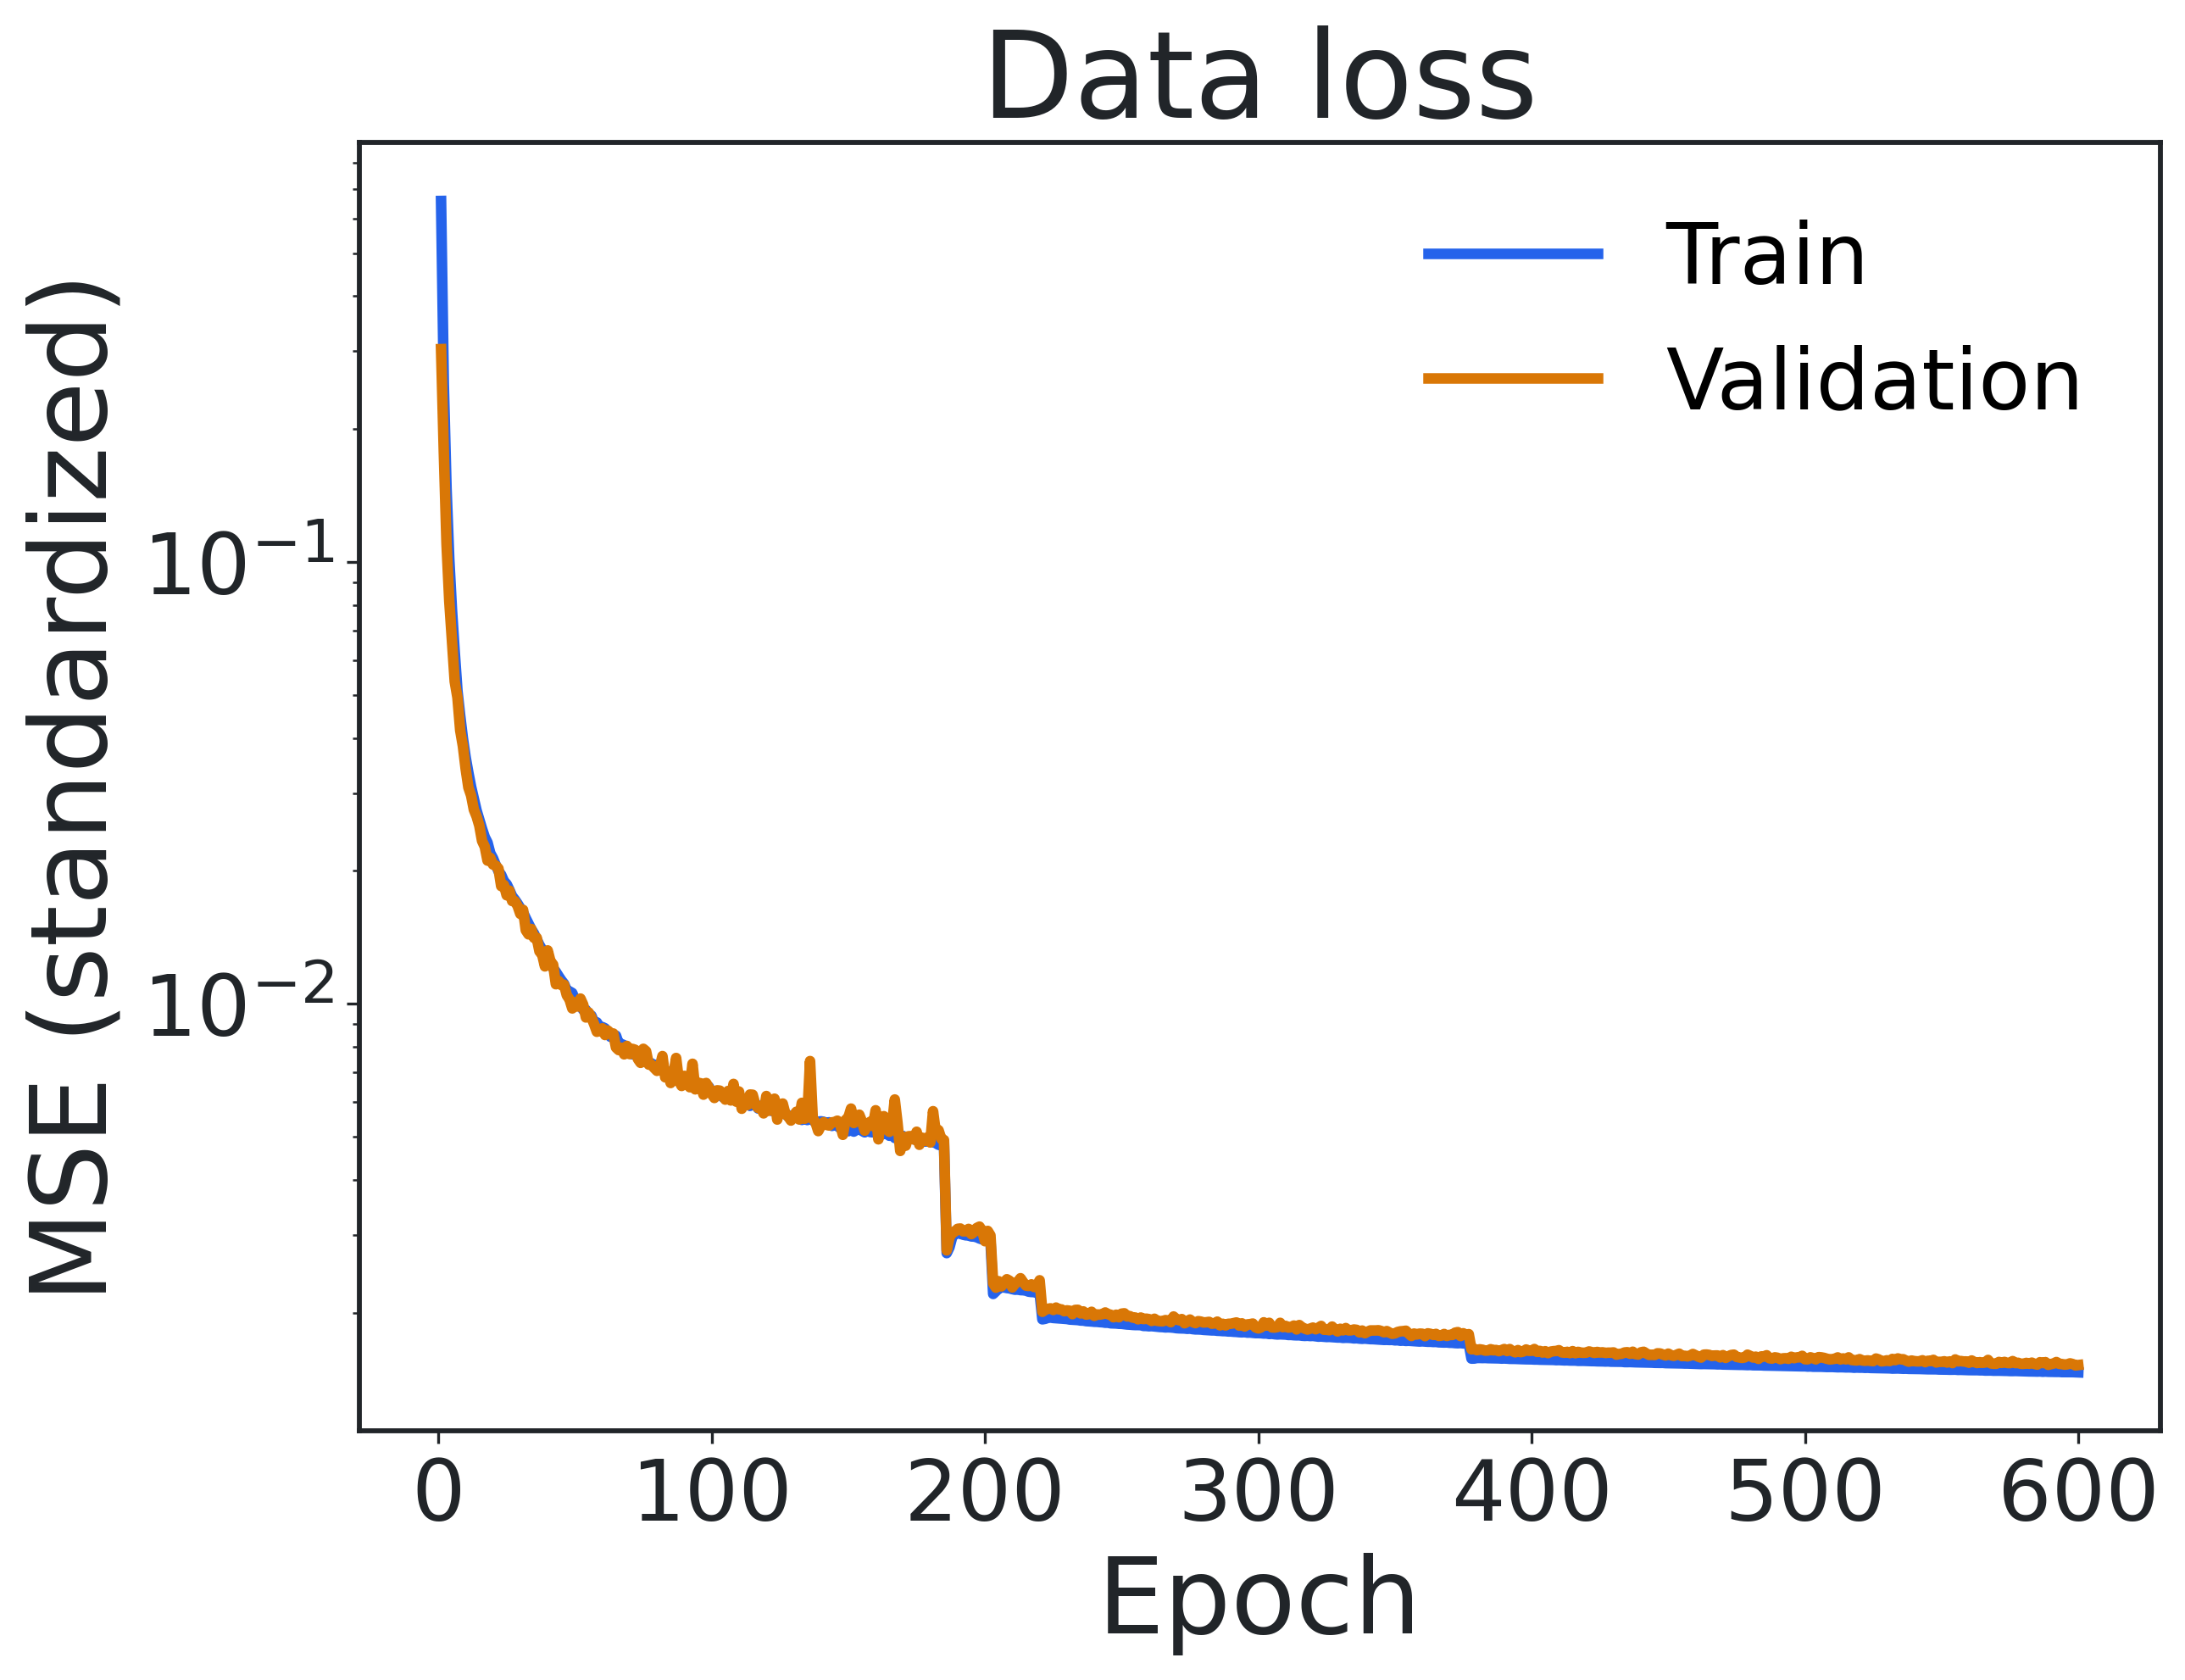 Data loss
MSE (standardized)
10⁻¹
10⁻²
Train
Validation
0 100 200 300 400 500 600
Epoch